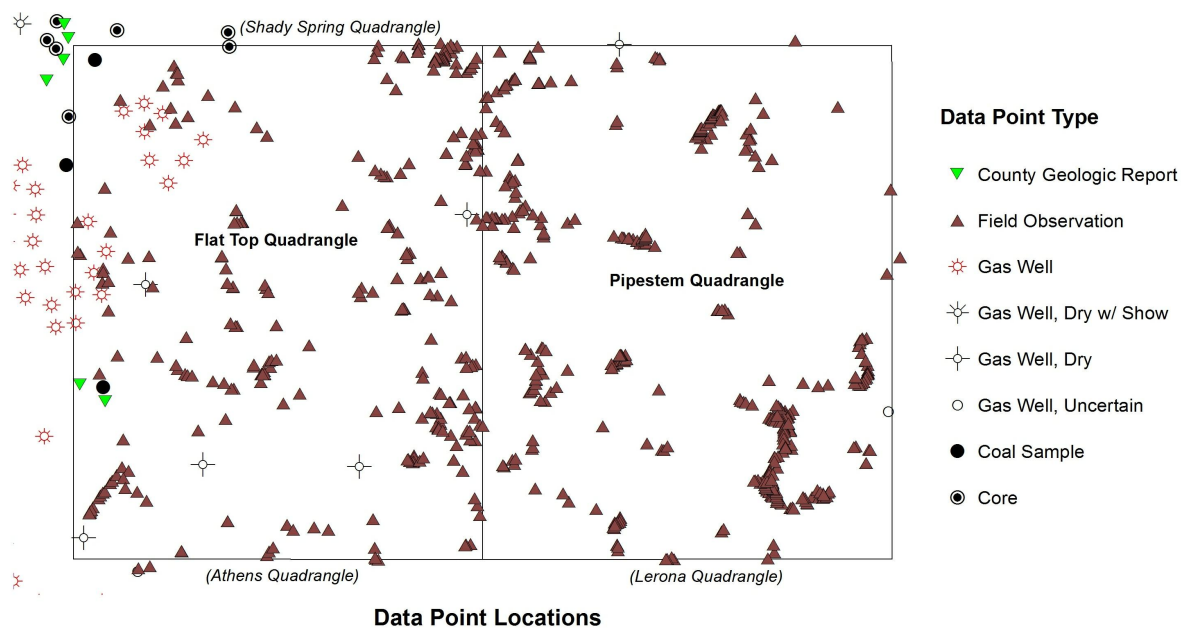 (Shady Spring Quadrangle)
Data Point Type
County Geologic Report
Field Observation
Flat Top Quadrangle
Gas Well
Pipestem Quadrangle
Gas Well, Dry w/ Show
Gas Well, Dry
Gas Well, Uncertain
Coal Sample
Core
(Athens Quadrangle)
(Lerona Quadrangle)
Data Point Locations